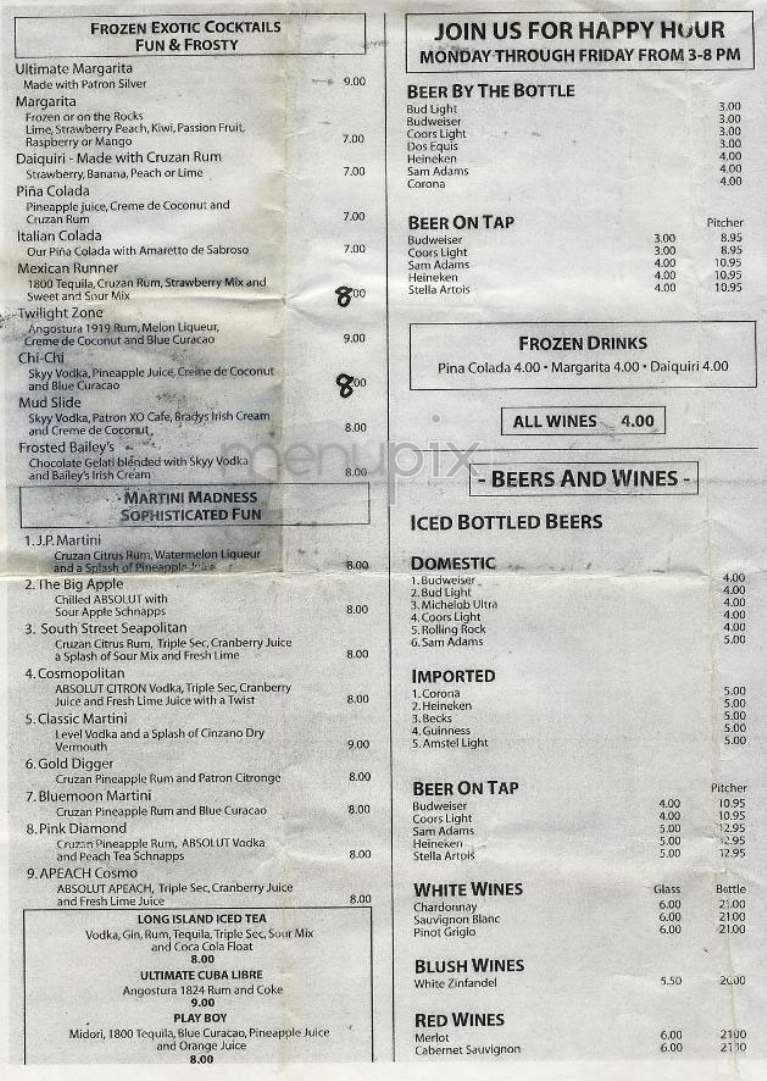 FROZEN EXOTIC COCKTAILS
FUN & FROSTY
Ultimate Margarita
Made with Patron Silver 9.00
Margarita
Frozen or on the Rocks
Lime, Strawberry Peach, Kiwi, Passion Fruit,
Raspberry or Mango 7.00
Daiquiri - Made with Cruzan Rum
Strawberry, Banana, Peach or Lime 7.00
Piña Colada
Pineapple juice, Creme de Coconut and
Cruzan Rum 7.00
Italian Colada
Our Piña Colada with Amaretto de Sabroso 7.00
Mexican Runner
1800 Tequila, Cruzan Rum, Strawberry Mix and
Sweet and Sour Mix 8.00
Twilight Zone
Angostura 1919 Rum, Melon Liqueur,
Creme de Coconut and Blue Curacao 9.00
Chi-Chi
Skyy Vodka, Pineapple Juice, Creme de Coconut
and Blue Curacao 8.00
Mud Slide
Skyy Vodka, Patron XO Cafe, Bradys Irish Cream
and Creme de Coconut 8.00
Frosted Bailey's
Chocolate Gelati blended with Skyy Vodka
and Bailey's Irish Cream 8.00
MARTINI MADNESS
SOPHISTICATED FUN
1. J.P. Martini
Cruzan Citrus Rum, Watermelon Liqueur
and a Splash of Pineapple Juice 8.00
2. The Big Apple
Chilled ABSOLUT with
Sour Apple Schnapps 8.00
3. South Street Seapolitan
Cruzan Citrus Rum, Triple Sec, Cranberry Juice
a Splash of Sour Mix and Fresh Lime 8.00
4. Cosmopolitan
ABSOLUT CITRON Vodka, Triple Sec, Cranberry
Juice and Fresh Lime Juice with a Twist 8.00
5. Classic Martini
Level Vodka and a Splash of Cinzano Dry
Vermouth 9.00
6. Gold Digger
Cruzan Pineapple Rum and Patron Citronge 8.00
7. Bluemoon Martini
Cruzan Pineapple Rum and Blue Curacao 8.00
8. Pink Diamond
Cruzan Pineapple Rum, ABSOLUT Vodka
and Peach Tea Schnapps 8.00
9. APEACH Cosmo
ABSOLUT APEACH, Triple Sec, Cranberry Juice
and Fresh Lime Juice 8.00
LONG ISLAND ICED TEA
Vodka, Gin, Rum, Tequila, Triple Sec, Sour Mix
and Coca Cola Float
8.00
ULTIMATE CUBA LIBRE
Angostura 1824 Rum and Coke
9.00
PLAY BOY
Midori, 1800 Tequila, Blue Curacao, Pineapple Juice
and Orange Juice
8.00
JOIN US FOR HAPPY HOUR
MONDAY THROUGH FRIDAY FROM 3-8 PM
BEER BY THE BOTTLE
Bud Light 3.00
Budweiser 3.00
Coors Light 3.00
Dos Equis 3.00
Heineken 4.00
Sam Adams 4.00
Corona 4.00
BEER ON TAP Pitcher
Budweiser 3.00 8.95
Coors Light 3.00 8.95
Sam Adams 4.00 10.95
Heineken 4.00 10.95
Stella Artois 4.00 10.95
FROZEN DRINKS
Pina Colada 4.00 • Margarita 4.00 • Daiquiri 4.00
ALL WINES 4.00
menupix
- BEERS AND WINES -
ICED BOTTLED BEERS
DOMESTIC
1. Budweiser 4.00
2. Bud Light 4.00
3. Michelob Ultra 4.00
4. Coors Light 4.00
5. Rolling Rock 4.00
6. Sam Adams 5.00
IMPORTED
1. Corona 5.00
2. Heineken 5.00
3. Becks 5.00
4. Guinness 5.00
5. Amstel Light 5.00
BEER ON TAP Pitcher
Budweiser 4.00 10.95
Coors Light 4.00 10.95
Sam Adams 5.00 12.95
Heineken 5.00 12.95
Stella Artois 5.00 12.95
WHITE WINES Glass Bottle
Chardonnay 6.00 21.00
Sauvignon Blanc 6.00 21.00
Pinot Grigio 6.00 21.00
BLUSH WINES
White Zinfandel 5.50 20.00
RED WINES
Merlot 6.00 21.00
Cabernet Sauvignon 6.00 21.00